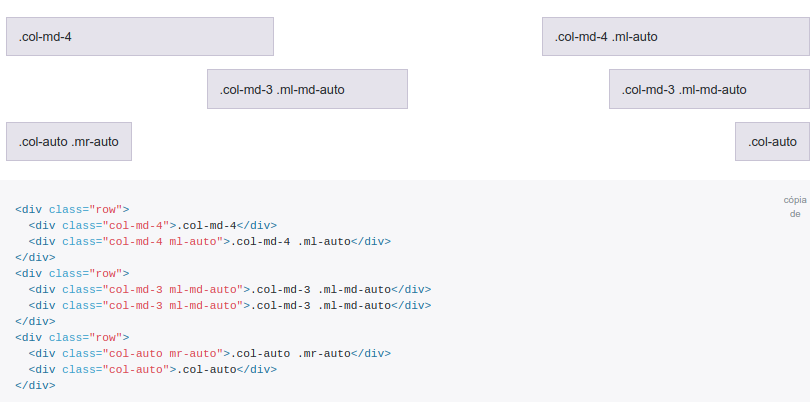 .col-md-4 .col-md-4 .ml-auto
.col-md-3 .ml-md-auto .col-md-3 .ml-md-auto
.col-auto .mr-auto .col-auto
cópia
de
<div class="row">
  <div class="col-md-4">.col-md-4</div>
  <div class="col-md-4 ml-auto">.col-md-4 .ml-auto</div>
</div>
<div class="row">
  <div class="col-md-3 ml-md-auto">.col-md-3 .ml-md-auto</div>
  <div class="col-md-3 ml-md-auto">.col-md-3 .ml-md-auto</div>
</div>
<div class="row">
  <div class="col-auto mr-auto">.col-auto .mr-auto</div>
  <div class="col-auto">.col-auto</div>
</div>